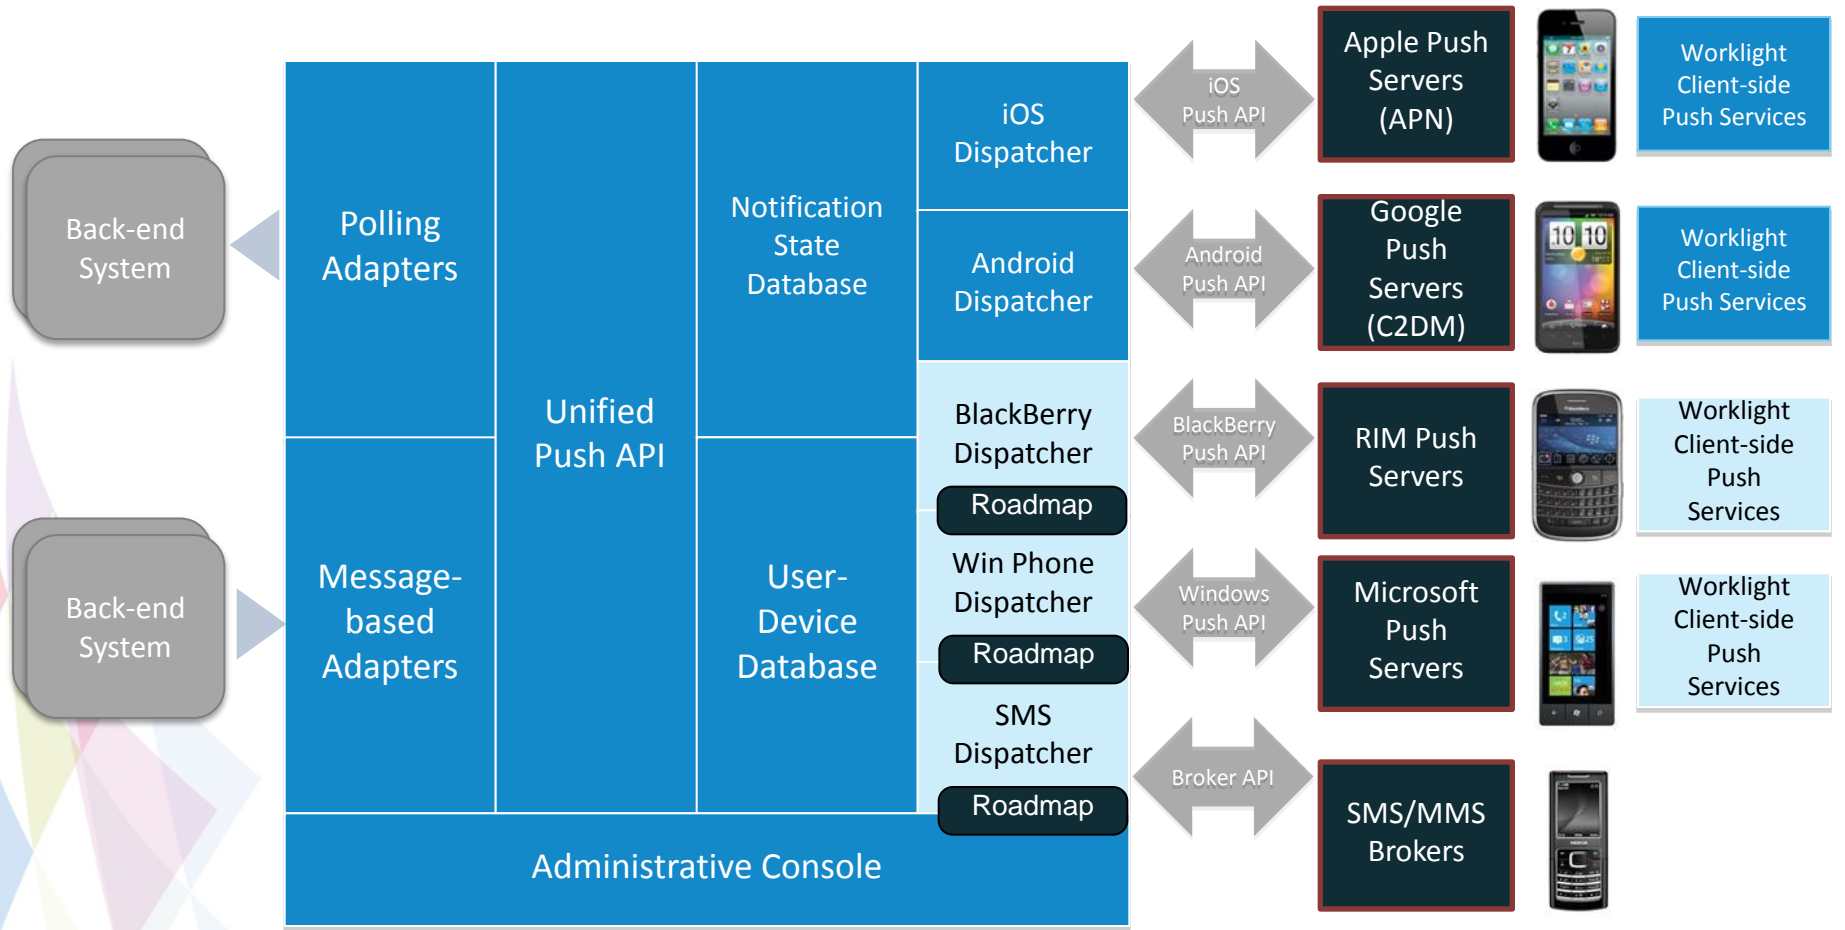 Back-end
System
Back-end
System
Polling
Adapters
Message-
based
Adapters
Unified
Push API
Notification
State
Database
User-
Device
Database
iOS
Dispatcher
Android
Dispatcher
BlackBerry
Dispatcher
Roadmap
Win Phone
Dispatcher
Roadmap
SMS
Dispatcher
Roadmap
Administrative Console
iOS
Push API
Android
Push API
BlackBerry
Push API
Windows
Push API
Broker API
Apple Push
Servers
(APN)
Google
Push
Servers
(C2DM)
RIM Push
Servers
Microsoft
Push
Servers
SMS/MMS
Brokers
10 10
NOKIA
Worklight
Client-side
Push Services
Worklight
Client-side
Push Services
Worklight
Client-side
Push
Services
Worklight
Client-side
Push
Services